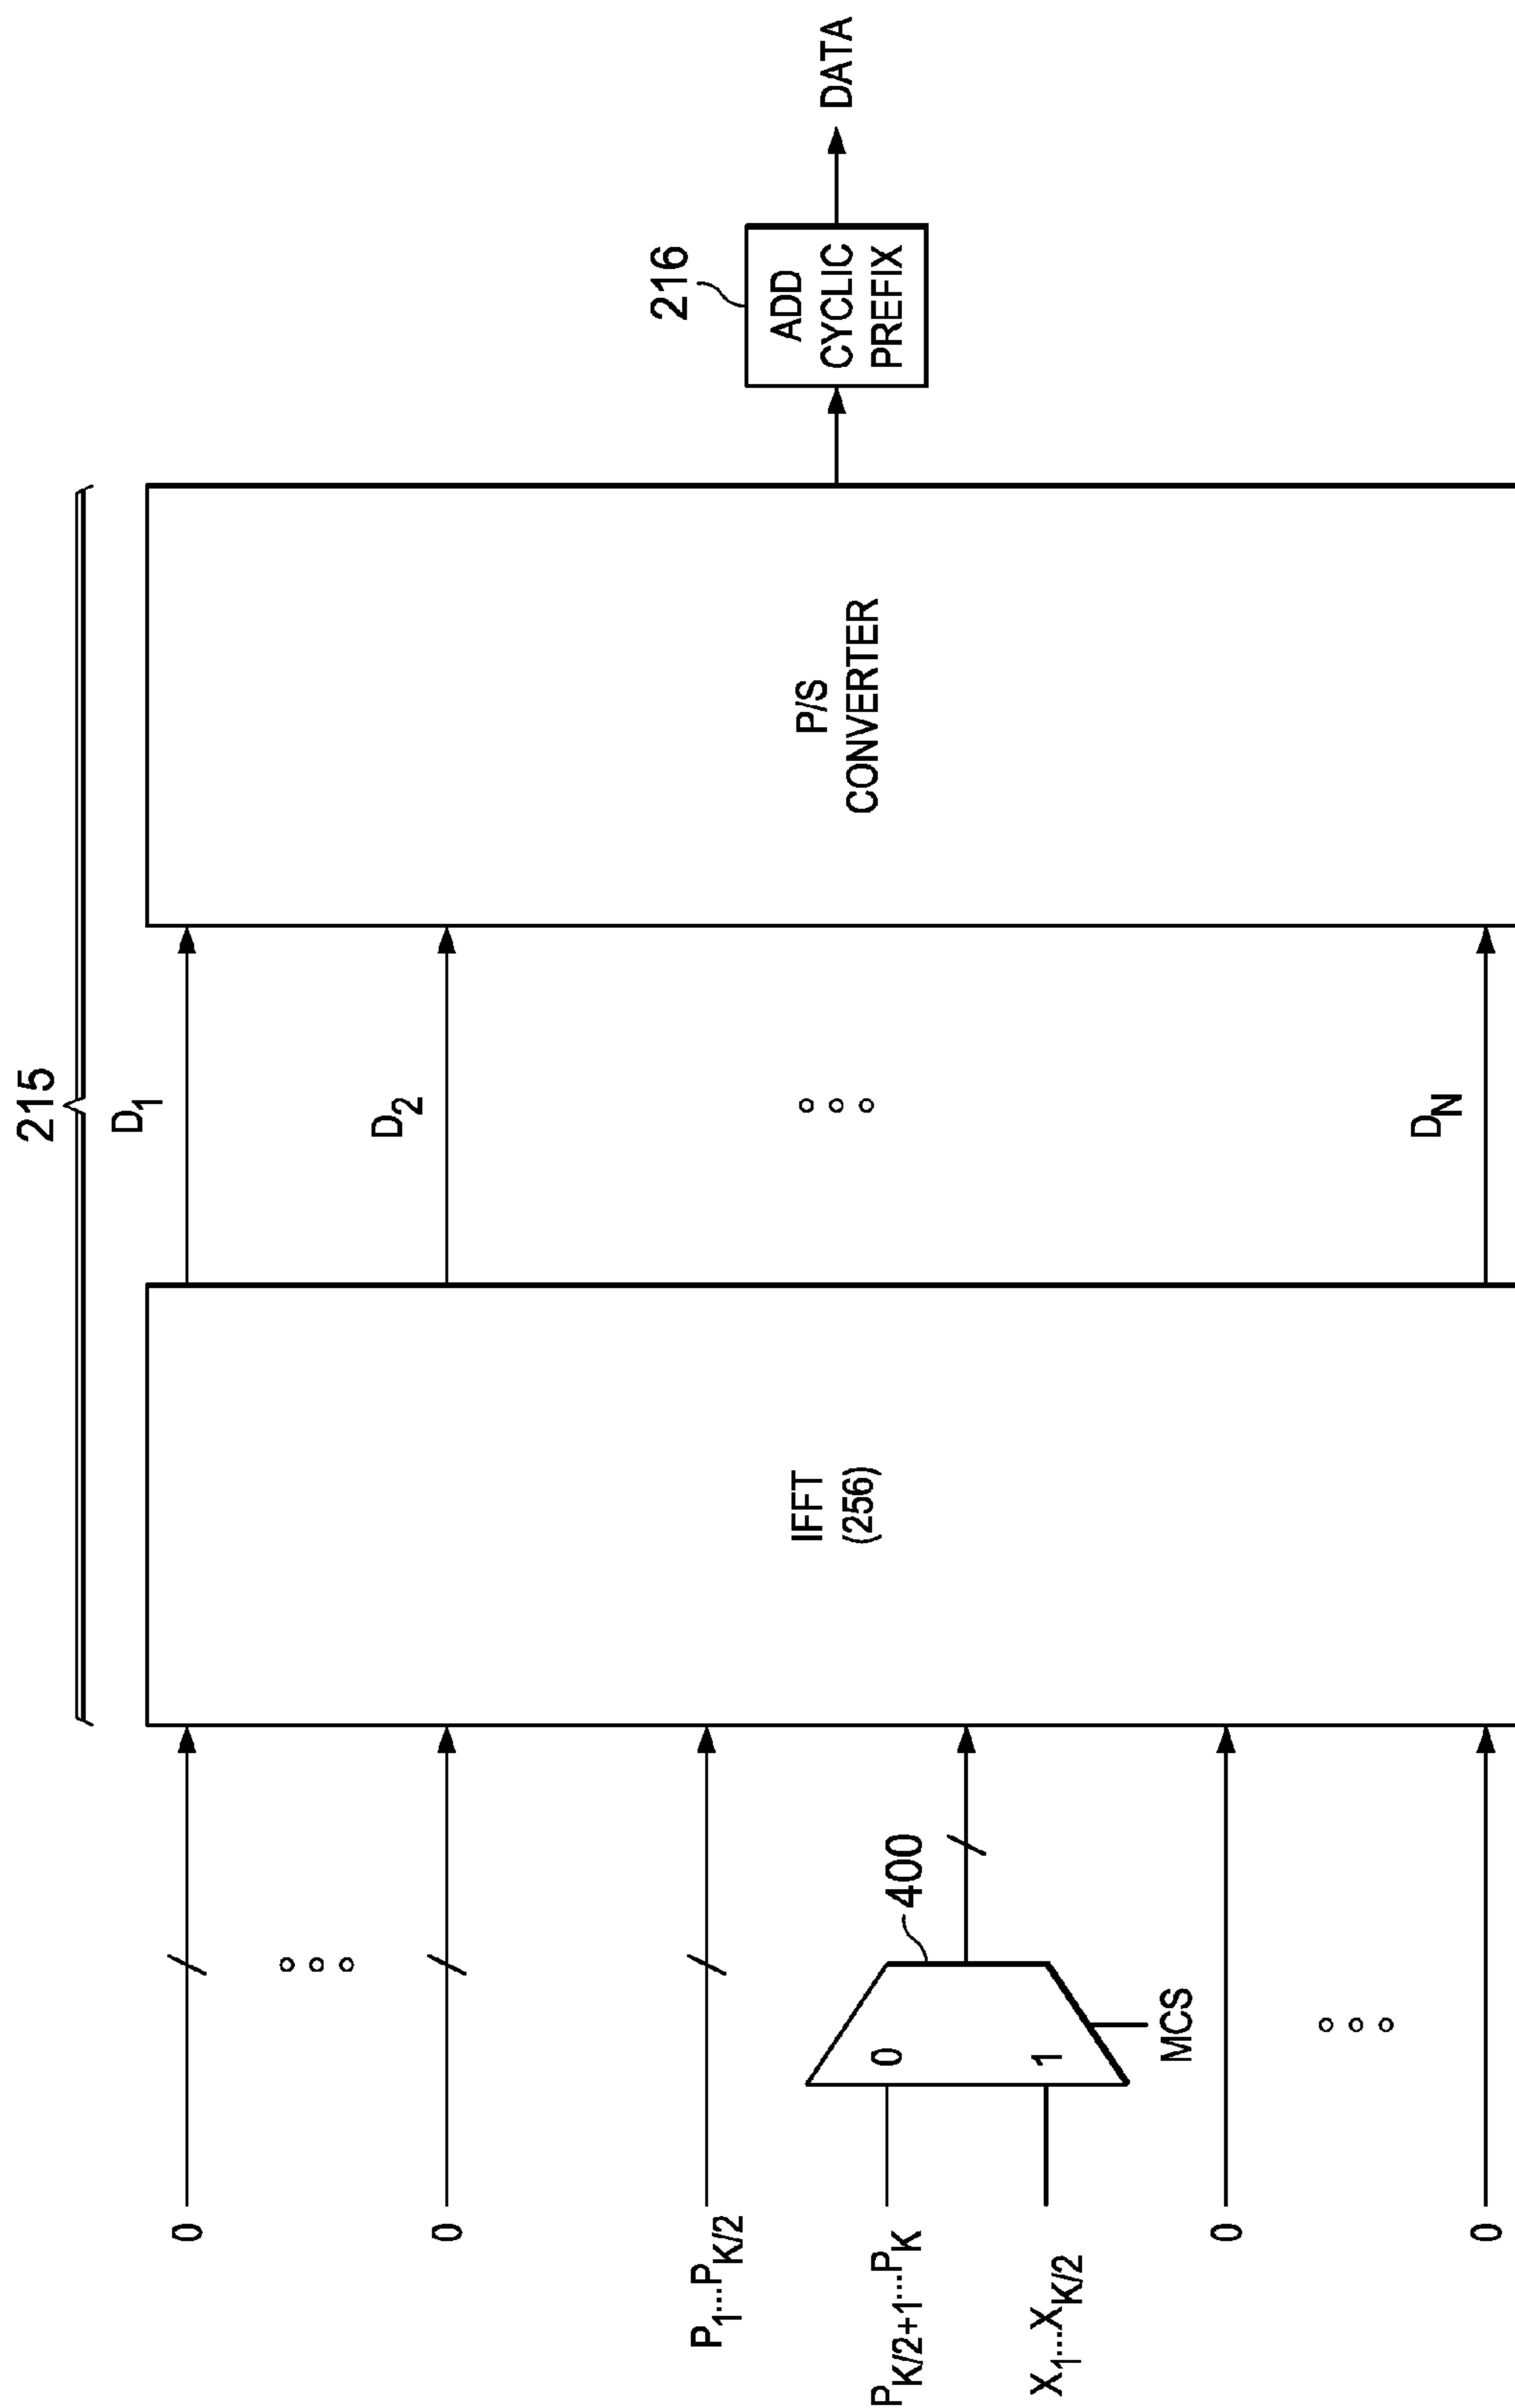 215
D1
D2
DN
0
0
P1...PK/2
PK/2+1...PK
X1...XK/2
0
0
0
1
MCS
400
IFFT
(256)
P/S
CONVERTER
216
ADD
CYCLIC
PREFIX
DATA